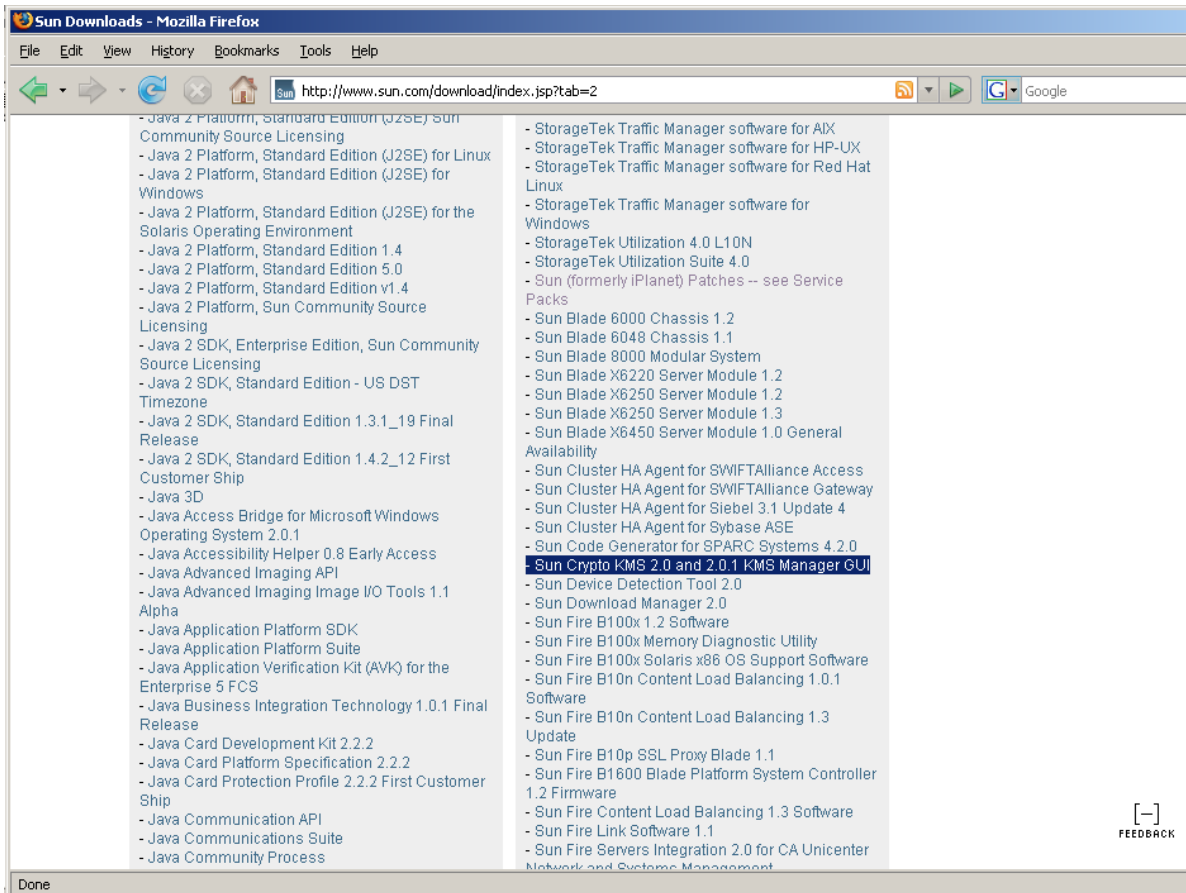 Sun Downloads - Mozilla Firefox
File Edit View History Bookmarks Tools Help
Sun http://www.sun.com/download/index.jsp?tab=2 G Google
- Java 2 Platform, Standard Edition (J2SE) Sun
Community Source Licensing
- Java 2 Platform, Standard Edition (J2SE) for Linux
- Java 2 Platform, Standard Edition (J2SE) for
Windows
- Java 2 Platform, Standard Edition (J2SE) for the
Solaris Operating Environment
- Java 2 Platform, Standard Edition 1.4
- Java 2 Platform, Standard Edition 5.0
- Java 2 Platform, Standard Edition v1.4
- Java 2 Platform, Sun Community Source
Licensing
- Java 2 SDK, Enterprise Edition, Sun Community
Source Licensing
- Java 2 SDK, Standard Edition - US DST
Timezone
- Java 2 SDK, Standard Edition 1.3.1_19 Final
Release
- Java 2 SDK, Standard Edition 1.4.2_12 First
Customer Ship
- Java 3D
- Java Access Bridge for Microsoft Windows
Operating System 2.0.1
- Java Accessibility Helper 0.8 Early Access
- Java Advanced Imaging API
- Java Advanced Imaging Image I/O Tools 1.1
Alpha
- Java Application Platform SDK
- Java Application Platform Suite
- Java Application Verification Kit (AVK) for the
Enterprise 5 FCS
- Java Business Integration Technology 1.0.1 Final
Release
- Java Card Development Kit 2.2.2
- Java Card Platform Specification 2.2.2
- Java Card Protection Profile 2.2.2 First Customer
Ship
- Java Communication API
- Java Communications Suite
- Java Community Process
- StorageTek Traffic Manager software for AIX
- StorageTek Traffic Manager software for HP-UX
- StorageTek Traffic Manager software for Red Hat
Linux
- StorageTek Traffic Manager software for
Windows
- StorageTek Utilization 4.0 L10N
- StorageTek Utilization Suite 4.0
- Sun (formerly iPlanet) Patches -- see Service
Packs
- Sun Blade 6000 Chassis 1.2
- Sun Blade 6048 Chassis 1.1
- Sun Blade 8000 Modular System
- Sun Blade X6220 Server Module 1.2
- Sun Blade X6250 Server Module 1.2
- Sun Blade X6250 Server Module 1.3
- Sun Blade X6450 Server Module 1.0 General
Availability
- Sun Cluster HA Agent for SWIFTAlliance Access
- Sun Cluster HA Agent for SWIFTAlliance Gateway
- Sun Cluster HA Agent for Siebel 3.1 Update 4
- Sun Cluster HA Agent for Sybase ASE
- Sun Code Generator for SPARC Systems 4.2.0
- Sun Crypto KMS 2.0 and 2.0.1 KMS Manager GUI
- Sun Device Detection Tool 2.0
- Sun Download Manager 2.0
- Sun Fire B100x 1.2 Software
- Sun Fire B100x Memory Diagnostic Utility
- Sun Fire B100x Solaris x86 OS Support Software
- Sun Fire B10n Content Load Balancing 1.0.1
Software
- Sun Fire B10n Content Load Balancing 1.3
Update
- Sun Fire B10p SSL Proxy Blade 1.1
- Sun Fire B1600 Blade Platform System Controller
1.2 Firmware
- Sun Fire Content Load Balancing 1.3 Software
- Sun Fire Link Software 1.1
- Sun Fire Servers Integration 2.0 for CA Unicenter
Network and Systems Management
[–]
FEEDBACK
Done